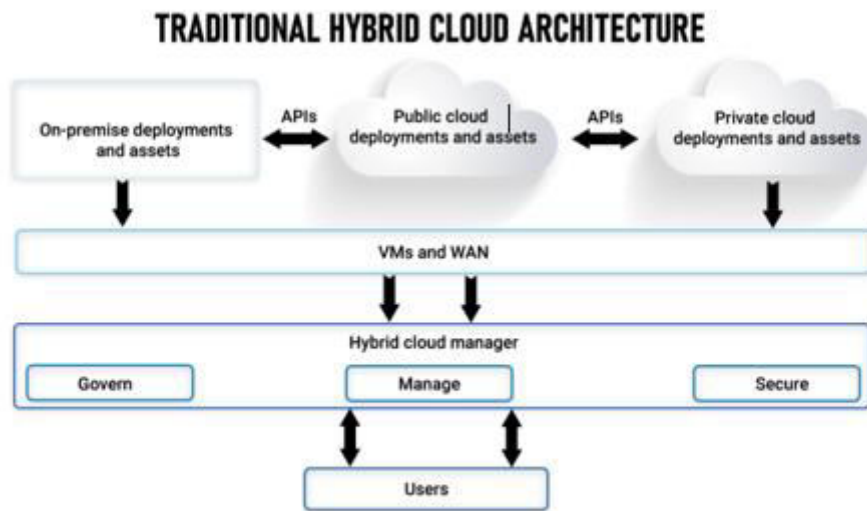 TRADITIONAL HYBRID CLOUD ARCHITECTURE
On-premise deployments
and assets
APIs
Public cloud
deployments and assets
APIs
Private cloud
deployments and assets
VMs and WAN
Hybrid cloud manager
Govern
Manage
Secure
Users